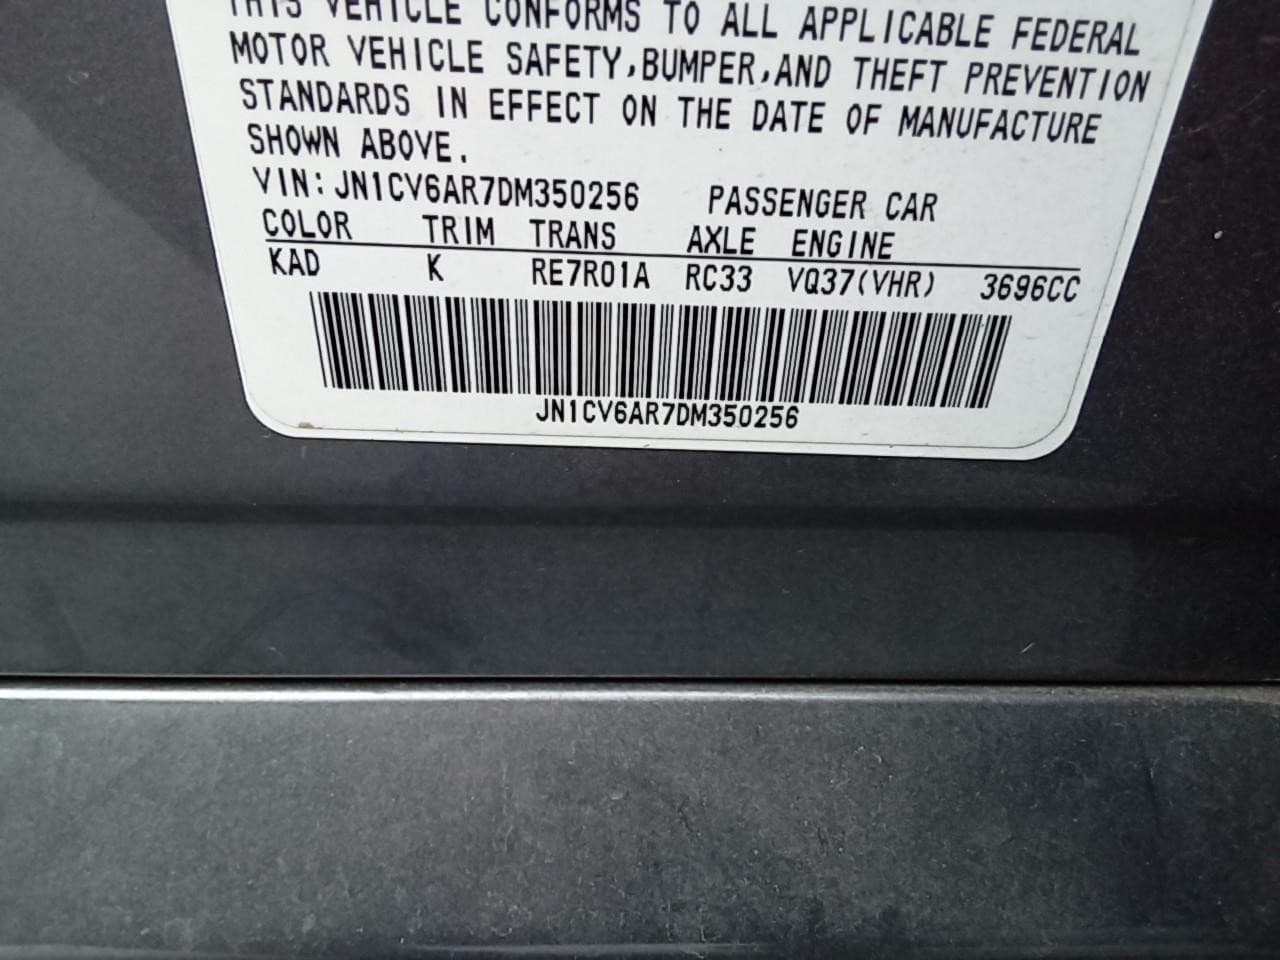 THIS VEHICLE CONFORMS TO ALL APPLICABLE FEDERAL
MOTOR VEHICLE SAFETY,BUMPER,AND THEFT PREVENTION
STANDARDS IN EFFECT ON THE DATE OF MANUFACTURE
SHOWN ABOVE.
VIN:JN1CV6AR7DM350256 PASSENGER CAR
COLOR TRIM TRANS AXLE ENGINE
KAD K RE7R01A RC33 VQ37(VHR) 3696CC
JN1CV6AR7DM350256